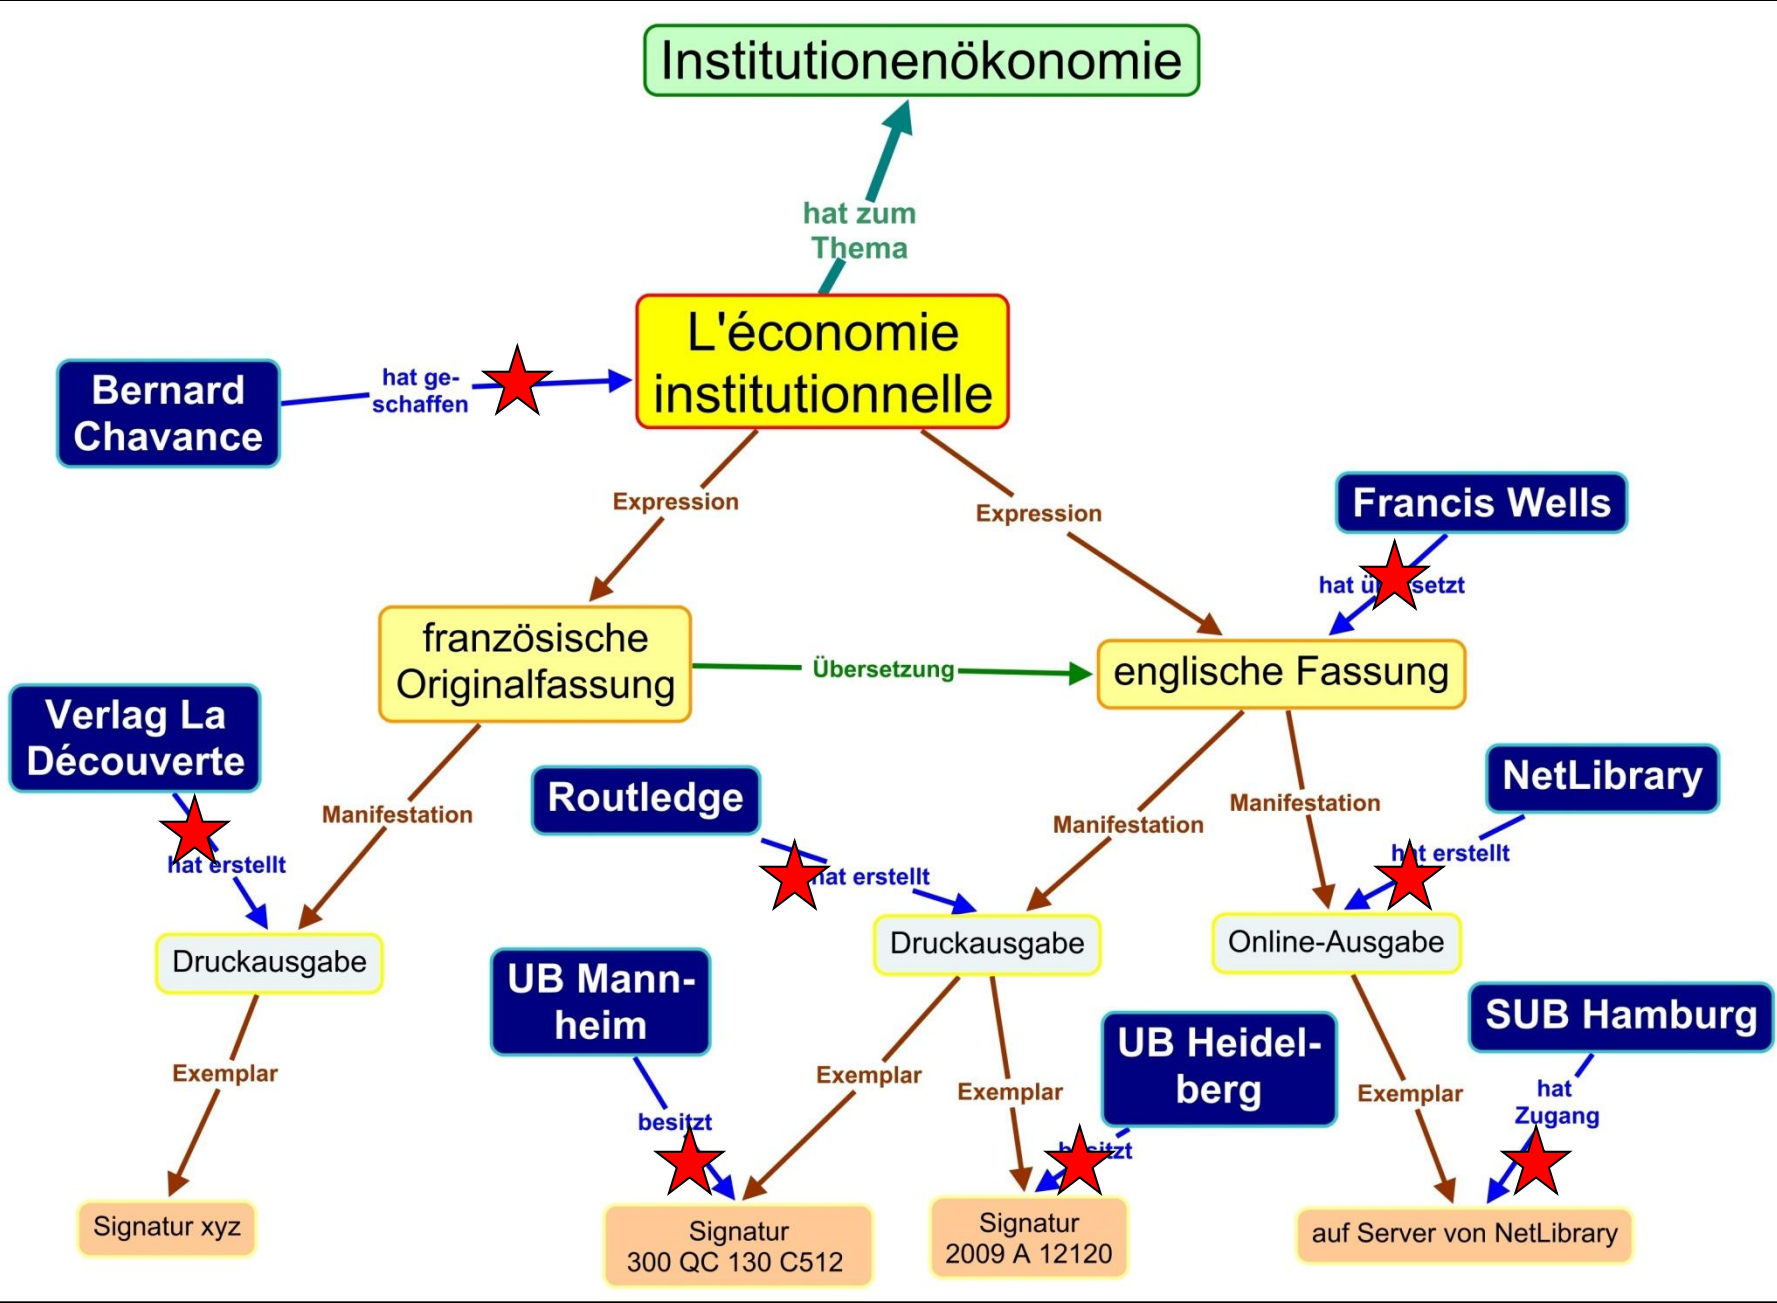 Institutionenökonomie
hat zum
Thema
L'économie
institutionnelle
Bernard
Chavance
hat ge-
schaffen
Expression
Expression
Francis Wells
hat
französische
Originalfassung
Übersetzung
englische Fassung
Verlag La
Découverte
Routledge
NetLibrary
Manifestation
Manifestation
Manifestation
hat erstellt
hat erstellt
hat erstellt
Druckausgabe
Druckausgabe
Online-Ausgabe
UB Mann-
heim
UB Heidel-
berg
SUB Hamburg
Exemplar
Exemplar
Exemplar
Exemplar
besitzt
besitzt
hat
Zugang
Signatur xyz
Signatur
300 QC 130 C512
Signatur
2009 A 12120
auf Server von NetLibrary